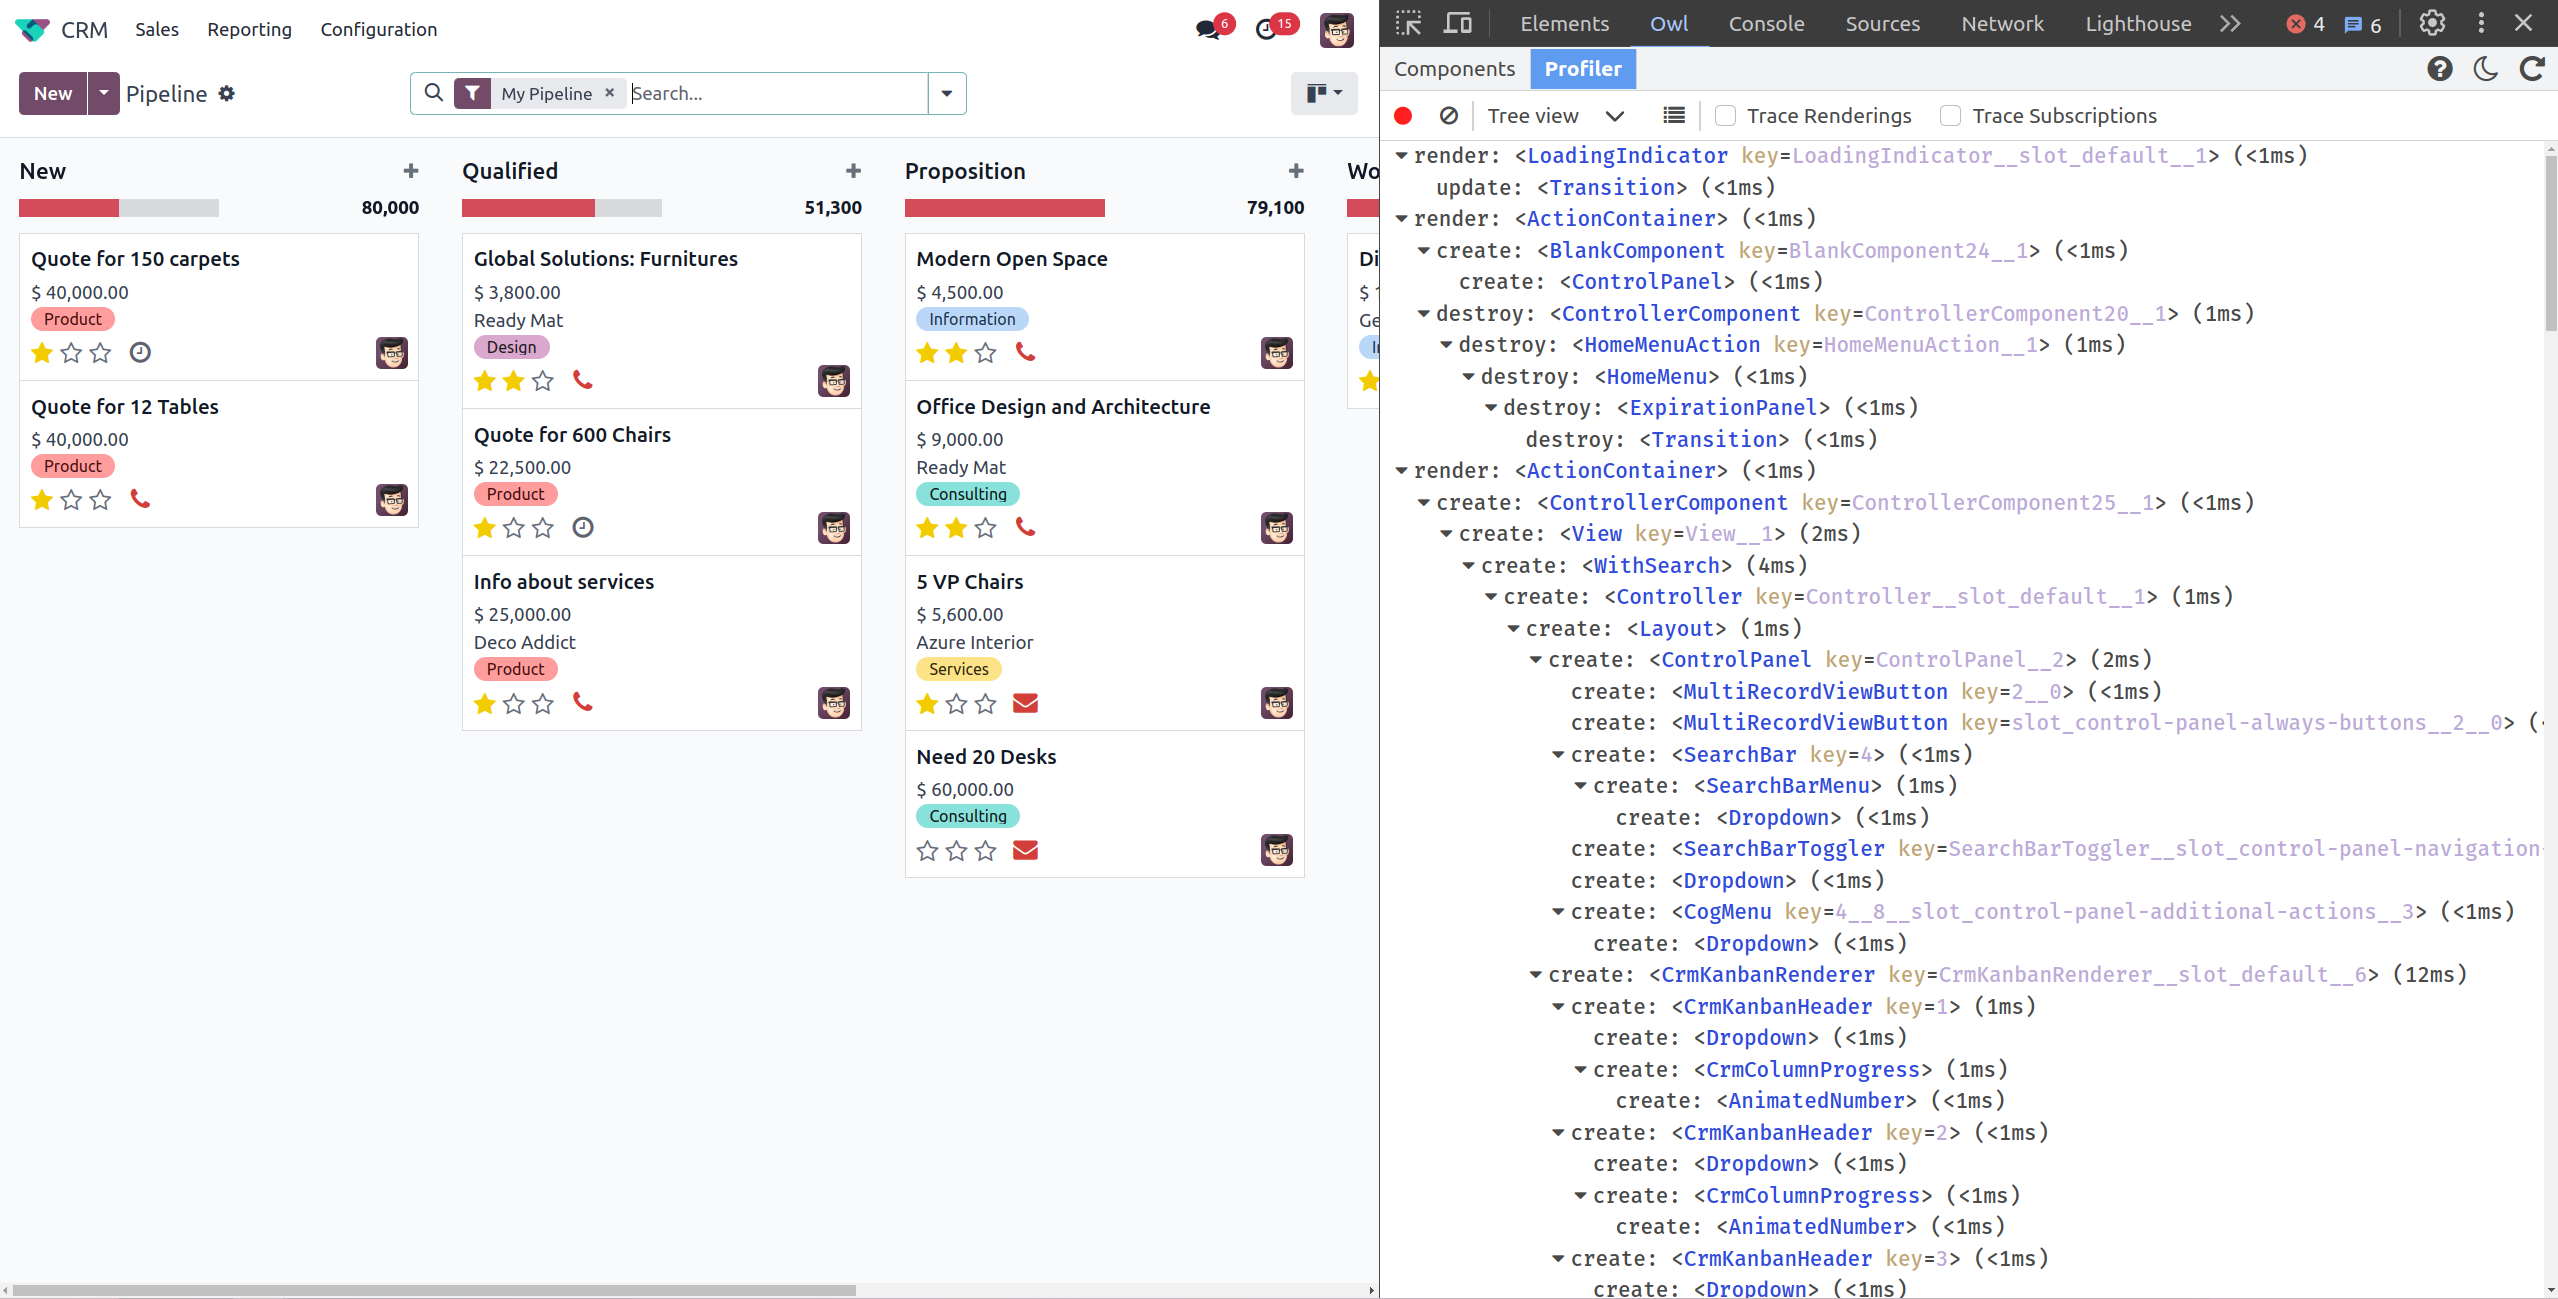 CRM Sales Reporting Configuration 6 15
New Pipeline My Pipeline × Search...
New 80,000
Quote for 150 carpets
$ 40,000.00
Product
Quote for 12 Tables
$ 40,000.00
Product
Qualified 51,300
Global Solutions: Furnitures
$ 3,800.00
Ready Mat
Design
Quote for 600 Chairs
$ 22,500.00
Product
Info about services
$ 25,000.00
Deco Addict
Product
Proposition 79,100
Modern Open Space
$ 4,500.00
Information
Office Design and Architecture
$ 9,000.00
Ready Mat
Consulting
5 VP Chairs
$ 5,600.00
Azure Interior
Services
Need 20 Desks
$ 60,000.00
Consulting
Wo
Di
$ 1
Ge
Elements Owl Console Sources Network Lighthouse 4 6
Components Profiler
Tree view Trace Renderings Trace Subscriptions
render: <LoadingIndicator key=LoadingIndicator__slot_default__1> (<1ms)
update: <Transition> (<1ms)
render: <ActionContainer> (<1ms)
create: <BlankComponent key=BlankComponent24__1> (<1ms)
create: <ControlPanel> (<1ms)
destroy: <ControllerComponent key=ControllerComponent20__1> (1ms)
destroy: <HomeMenuAction key=HomeMenuAction__1> (1ms)
destroy: <HomeMenu> (<1ms)
destroy: <ExpirationPanel> (<1ms)
destroy: <Transition> (<1ms)
render: <ActionContainer> (<1ms)
create: <ControllerComponent key=ControllerComponent25__1> (<1ms)
create: <View key=View__1> (2ms)
create: <WithSearch> (4ms)
create: <Controller key=Controller__slot_default__1> (1ms)
create: <Layout> (1ms)
create: <ControlPanel key=ControlPanel__2> (2ms)
create: <MultiRecordViewButton key=2__0> (<1ms)
create: <MultiRecordViewButton key=slot_control-panel-always-buttons__2__0> (<
create: <SearchBar key=4> (<1ms)
create: <SearchBarMenu> (1ms)
create: <Dropdown> (<1ms)
create: <SearchBarToggler key=SearchBarToggler__slot_control-panel-navigation-
create: <Dropdown> (<1ms)
create: <CogMenu key=4__8__slot_control-panel-additional-actions__3> (<1ms)
create: <Dropdown> (<1ms)
create: <CrmKanbanRenderer key=CrmKanbanRenderer__slot_default__6> (12ms)
create: <CrmKanbanHeader key=1> (1ms)
create: <Dropdown> (<1ms)
create: <CrmColumnProgress> (1ms)
create: <AnimatedNumber> (<1ms)
create: <CrmKanbanHeader key=2> (<1ms)
create: <Dropdown> (<1ms)
create: <CrmColumnProgress> (<1ms)
create: <AnimatedNumber> (<1ms)
create: <CrmKanbanHeader key=3> (<1ms)
create: <Dropdown> (<1ms)